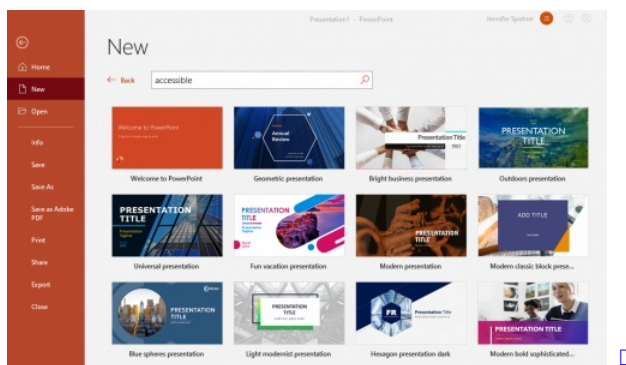 Presentation1 - PowerPoint
Jennifer Spohrer
New
Home
New
Open
Info
Save
Save As
Save as Adobe
PDF
Print
Share
Export
Close
← Back
accessible
Welcome to PowerPoint
Annual
Review
Presentation Title
PRESENTATION
TITLE
Welcome to PowerPoint
Geometric presentation
Bright business presentation
Outdoors presentation
PRESENTATION
TITLE
PRESENTATION
TITLE
PRESENTATION
TITLE
ADD TITLE
Universal presentation
Fun vacation presentation
Modern presentation
Modern classic block prese...
PRESENTATION
TITLE
PRESENTATION
TITLE
FR
Presentation Title
PRESENTATION TITLE
Blue spheres presentation
Light modernist presentation
Hexagon presentation dark
Modern bold sophisticated...